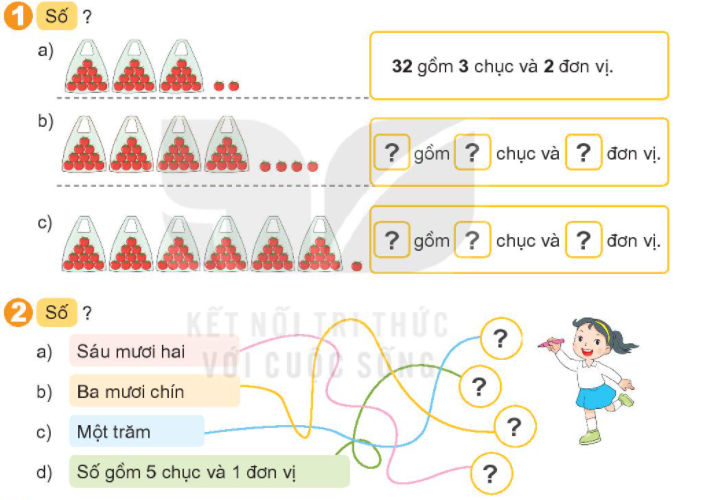 1 Số ?
a)
32 gồm 3 chục và 2 đơn vị.
b)
? gồm ? chục và ? đơn vị.
c)
? gồm ? chục và ? đơn vị.
2 Số ?
KẾT NỐI TRI THỨC
VỚI CUỘC SỐNG
a) Sáu mươi hai
?
b) Ba mươi chín
?
c) Một trăm
?
d) Số gồm 5 chục và 1 đơn vị
?